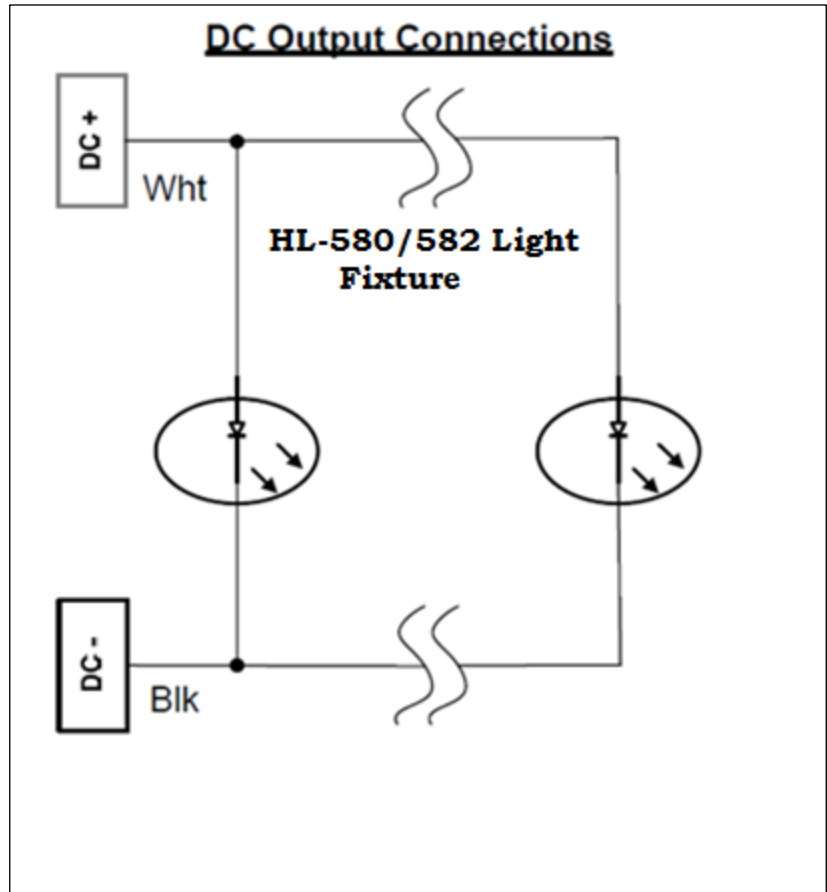 DC Output Connections
DC +
Wht
HL-580/582 Light
Fixture
DC -
Blk